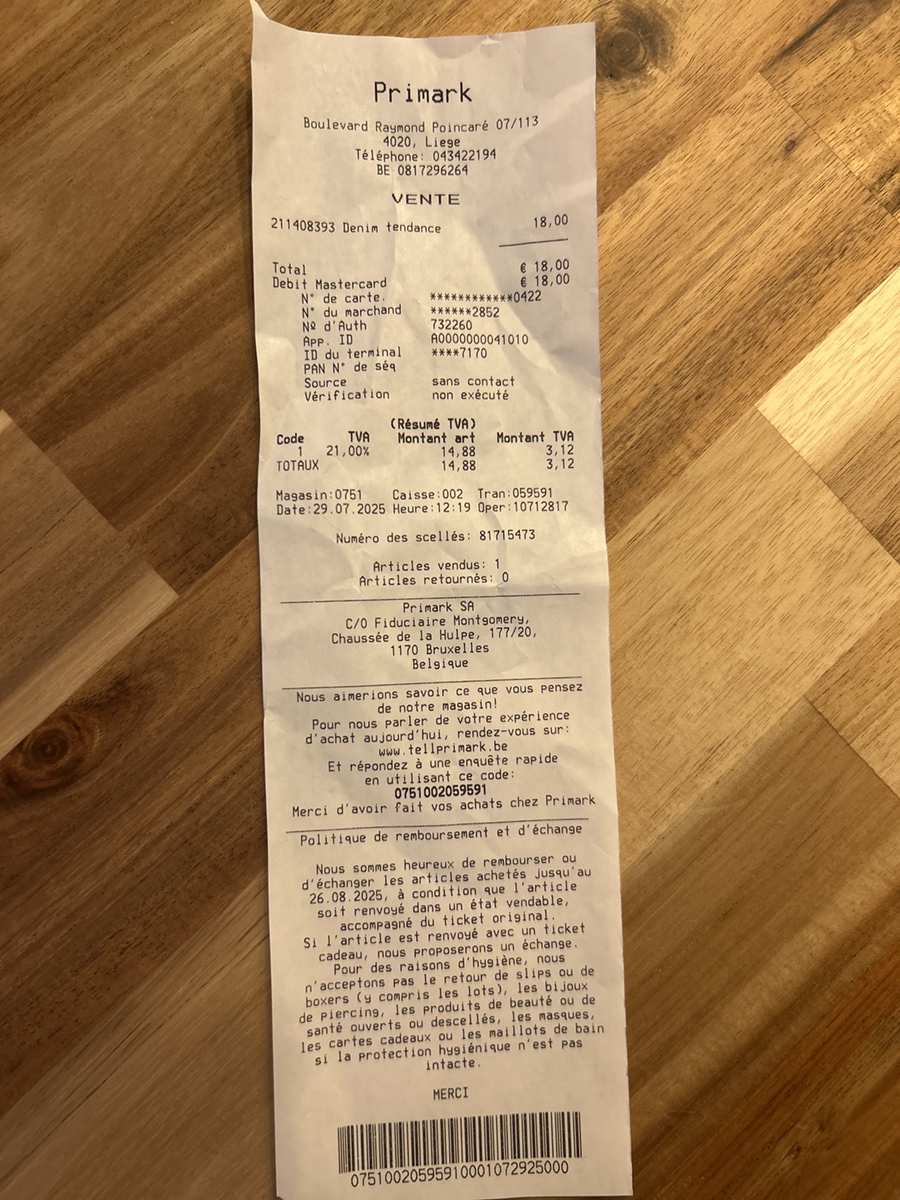 Primark
Boulevard Raymond Poincaré 07/113
4020, Liege
Téléphone: 043422194
BE 0817296264
VENTE
211408393 Denim tendance 18,00
Total € 18,00
Debit Mastercard € 18,00
N° de carte. ************0422
N° du marchand ******2852
Nº d'Auth 732260
App. ID A0000000041010
ID du terminal ****7170
PAN N° de séq
Source sans contact
Vérification non exécuté
(Résumé TVA)
Code TVA Montant art Montant TVA
1 21,00% 14,88 3,12
TOTAUX 14,88 3,12
Magasin:0751 Caisse:002 Tran:059591
Date:29.07.2025 Heure:12:19 Oper:10712817
Numéro des scellés: 81715473
Articles vendus: 1
Articles retournés: 0
Primark SA
C/O Fiduciaire Montgomery,
Chaussée de la Hulpe, 177/20,
1170 Bruxelles
Belgique
Nous aimerions savoir ce que vous pensez
de notre magasin!
Pour nous parler de votre expérience
d'achat aujourd'hui, rendez-vous sur:
www.tellprimark.be
Et répondez à une enquête rapide
en utilisant ce code:
0751002059591
Merci d'avoir fait vos achats chez Primark
Politique de remboursement et d'échange
Nous sommes heureux de rembourser ou
d'échanger les articles achetés jusqu'au
26.08.2025, à condition que l'article
soit renvoyé dans un état vendable,
accompagné du ticket original.
Si l'article est renvoyé avec un ticket
cadeau, nous proposerons un échange.
Pour des raisons d'hygiène, nous
n'acceptons pas le retour de slips ou de
boxers (y compris les lots), les bijoux
de piercing, les produits de beauté ou de
santé ouverts ou descellés, les masques,
les cartes cadeaux ou les maillots de bain
si la protection hygiénique n'est pas
intacte.
MERCI
07510020595910001072925000